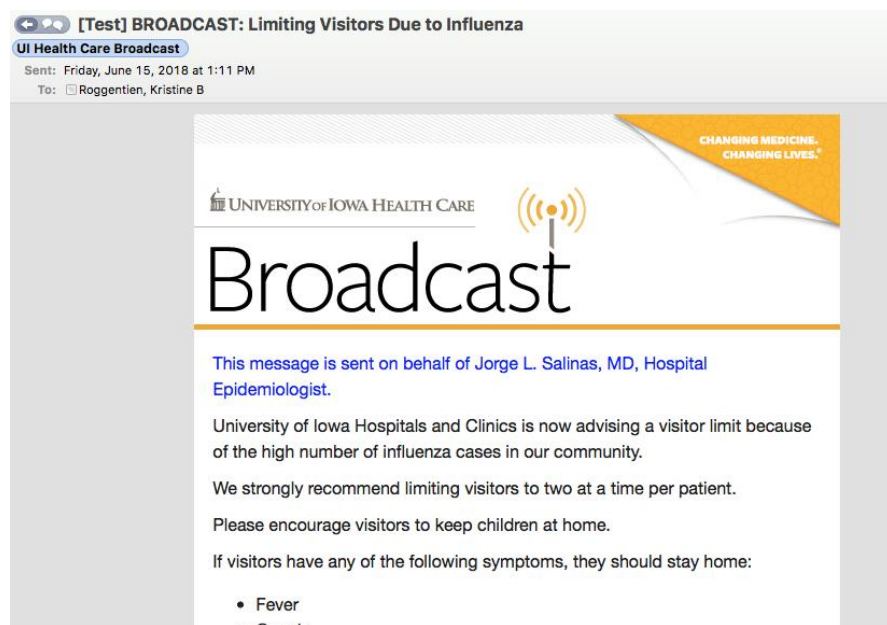 [Test] BROADCAST: Limiting Visitors Due to Influenza
UI Health Care Broadcast
Sent: Friday, June 15, 2018 at 1:11 PM
To: Roggentien, Kristine B
CHANGING MEDICINE.
CHANGING LIVES.®
UNIVERSITY OF IOWA HEALTH CARE
Broadcast
This message is sent on behalf of Jorge L. Salinas, MD, Hospital
Epidemiologist.
University of Iowa Hospitals and Clinics is now advising a visitor limit because
of the high number of influenza cases in our community.
We strongly recommend limiting visitors to two at a time per patient.
Please encourage visitors to keep children at home.
If visitors have any of the following symptoms, they should stay home:
• Fever